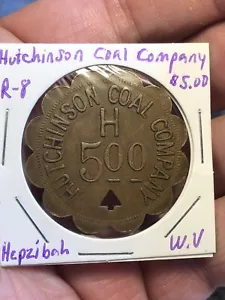 Hutchinson Coal Company
R-8 $5.00
HUTCHINSON COAL COMPANY
H
500
Hepzibah W.V